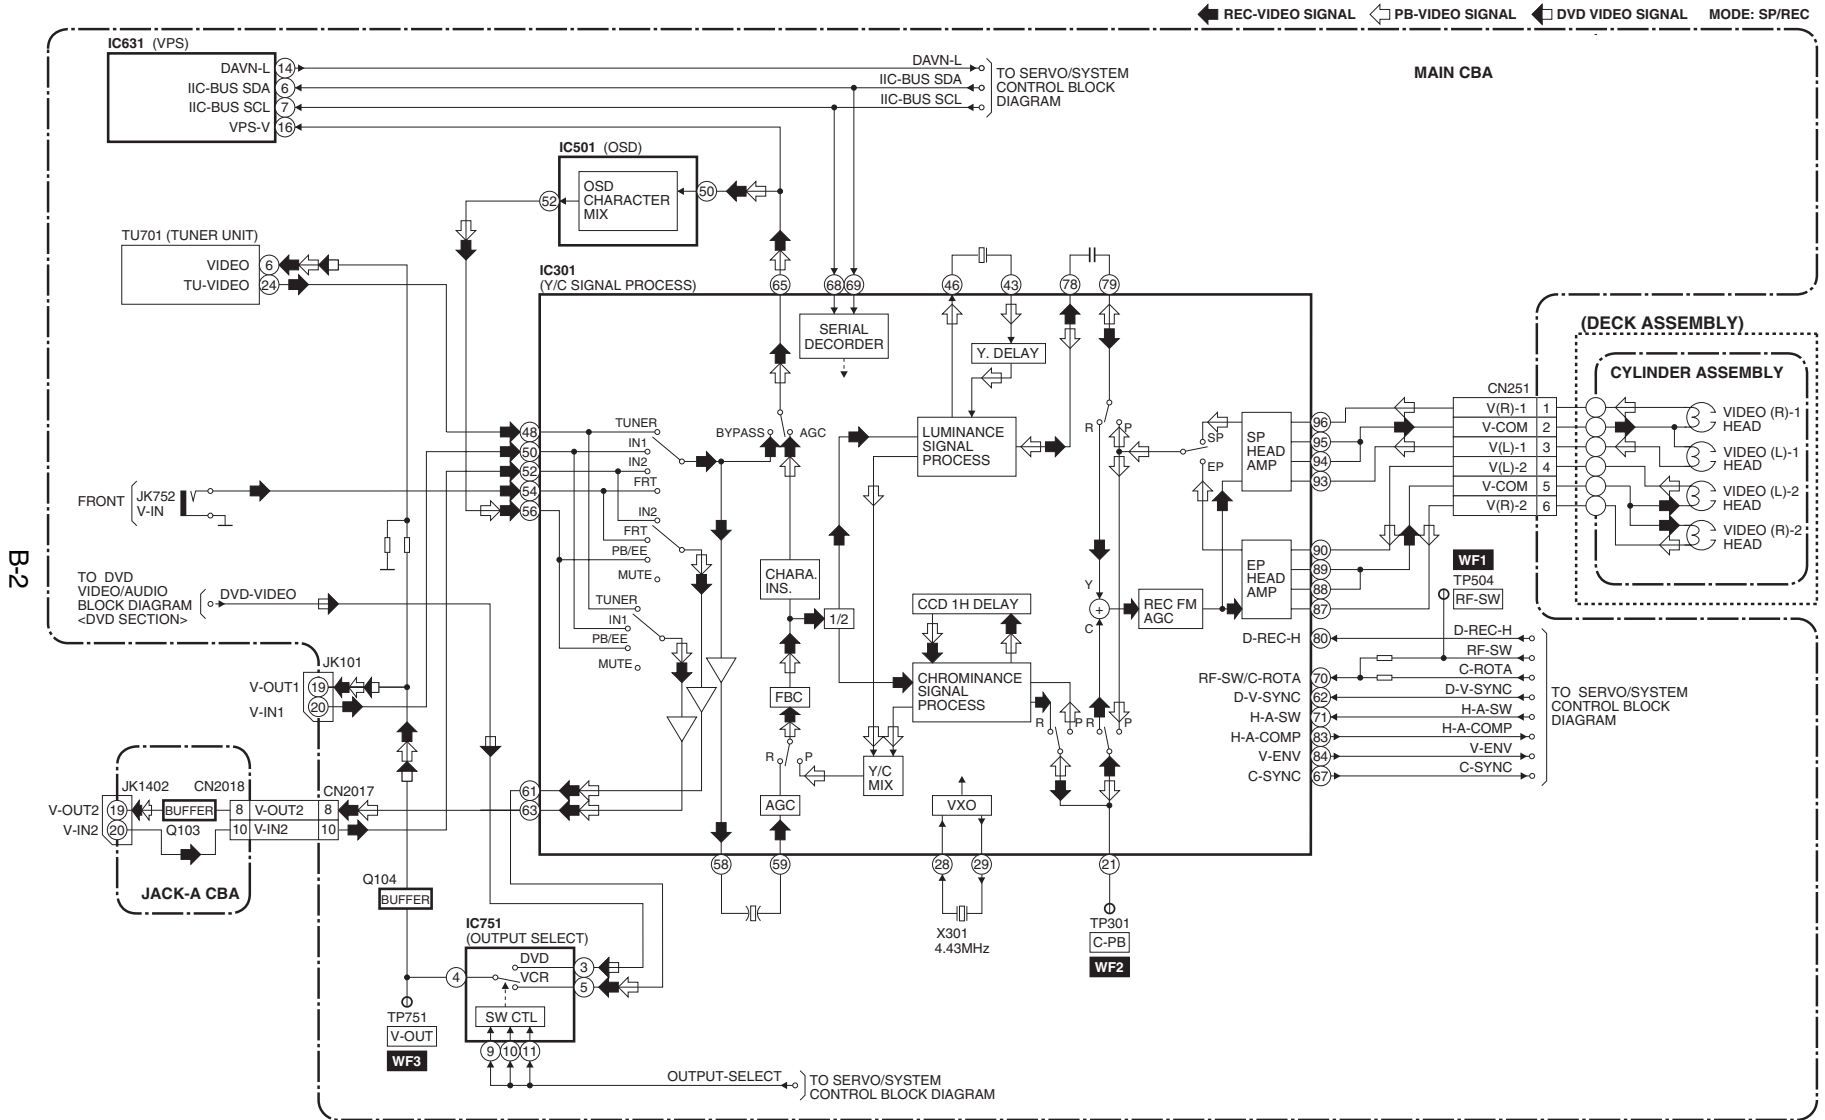 REC-VIDEO SIGNAL PB-VIDEO SIGNAL DVD VIDEO SIGNAL MODE: SP/REC
IC631 (VPS)
DAVN-L 14
IIC-BUS SDA 6
IIC-BUS SCL 7
VPS-V 16
DAVN-L
IIC-BUS SDA
IIC-BUS SCL
TO SERVO/SYSTEM
CONTROL BLOCK
DIAGRAM
MAIN CBA
IC501 (OSD)
OSD
CHARACTER
MIX
52
50
TU701 (TUNER UNIT)
VIDEO 6
TU-VIDEO 24
IC301
(Y/C SIGNAL PROCESS)
65
68 69
46
43
78
79
SERIAL
DECORDER
Y. DELAY
(DECK ASSEMBLY)
CYLINDER ASSEMBLY
CN251
V(R)-1 1
V-COM 2
V(L)-1 3
V(L)-2 4
V-COM 5
V(R)-2 6
VIDEO (R)-1
HEAD
VIDEO (L)-1
HEAD
VIDEO (L)-2
HEAD
VIDEO (R)-2
HEAD
FRONT
JK752
V-IN
48
50
52
54
56
TUNER
IN1
IN2
FRT
IN2
FRT
PB/EE
MUTE
TUNER
IN1
PB/EE
MUTE
BYPASS AGC
LUMINANCE
SIGNAL
PROCESS
R P
SP
EP
SP
HEAD
AMP
96
95
94
93
EP
HEAD
AMP
90
89
88
87
CHARA.
INS.
1/2
CCD 1H DELAY
CHROMINANCE
SIGNAL
PROCESS
Y
+
C
REC FM
AGC
FBC
R P
AGC
Y/C
MIX
VXO
R P R P
WF1
TP504
RF-SW
D-REC-H 80 D-REC-H
RF-SW
RF-SW/C-ROTA 70 C-ROTA
D-V-SYNC 62 D-V-SYNC
H-A-SW 71 H-A-SW
H-A-COMP 83 H-A-COMP
V-ENV 84 V-ENV
C-SYNC 67 C-SYNC
TO SERVO/SYSTEM
CONTROL BLOCK
DIAGRAM
B-2
TO DVD
VIDEO/AUDIO
BLOCK DIAGRAM
<DVD SECTION>
DVD-VIDEO
JK101
V-OUT1 19
V-IN1 20
JK1402 CN2018 CN2017
V-OUT2 19 BUFFER 8 V-OUT2 8
V-IN2 20 Q103 10 V-IN2 10
JACK-A CBA
61
63
58
59
28
29
21
X301
4.43MHz
TP301
C-PB
WF2
Q104
BUFFER
IC751
(OUTPUT SELECT)
DVD 3
4 VCR 5
SW CTL
9 10 11
TP751
V-OUT
WF3
OUTPUT-SELECT
TO SERVO/SYSTEM
CONTROL BLOCK DIAGRAM